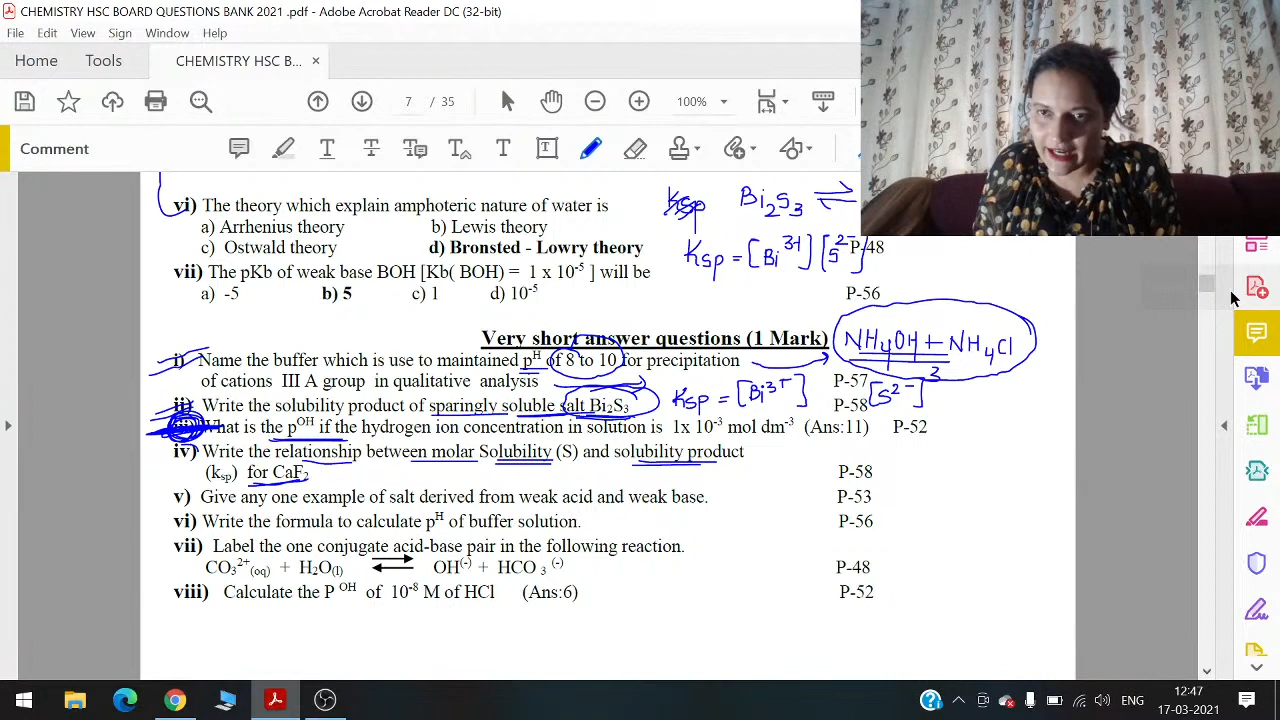 CHEMISTRY HSC BOARD QUESTIONS BANK 2021 .pdf - Adobe Acrobat Reader DC (32-bit)
File Edit View Sign Window Help
Home Tools CHEMISTRY HSC B... ×
7 / 35 100%
Comment
vi) The theory which explain amphoteric nature of water is
a) Arrhenius theory b) Lewis theory
c) Ostwald theory d) Bronsted - Lowry theory P-48
Ksp Bi2S3 ⇌
Ksp = [Bi3+] [S2-]
vii) The pKb of weak base BOH [Kb( BOH) = 1 x 10-5 ] will be
a) -5 b) 5 c) 1 d) 10-5 P-56
Very short answer questions (1 Mark)
NH4OH + NH4Cl
i) Name the buffer which is use to maintained pH of 8 to 10 for precipitation
of cations III A group in qualitative analysis P-57
ii) Write the solubility product of sparingly soluble salt Bi2S3 P-58
Ksp = [Bi3+] [S2-]3
What is the pOH if the hydrogen ion concentration in solution is 1x 10-3 mol dm-3 (Ans:11) P-52
iv) Write the relationship between molar Solubility (S) and solubility product
(ksp) for CaF2 P-58
v) Give any one example of salt derived from weak acid and weak base. P-53
vi) Write the formula to calculate pH of buffer solution. P-56
vii) Label the one conjugate acid-base pair in the following reaction.
CO32+(oq) + H2O(l) ⇌ OH(-) + HCO 3 (-) P-48
viii) Calculate the P OH of 10-8 M of HCl (Ans:6) P-52
ENG 12:47
17-03-2021